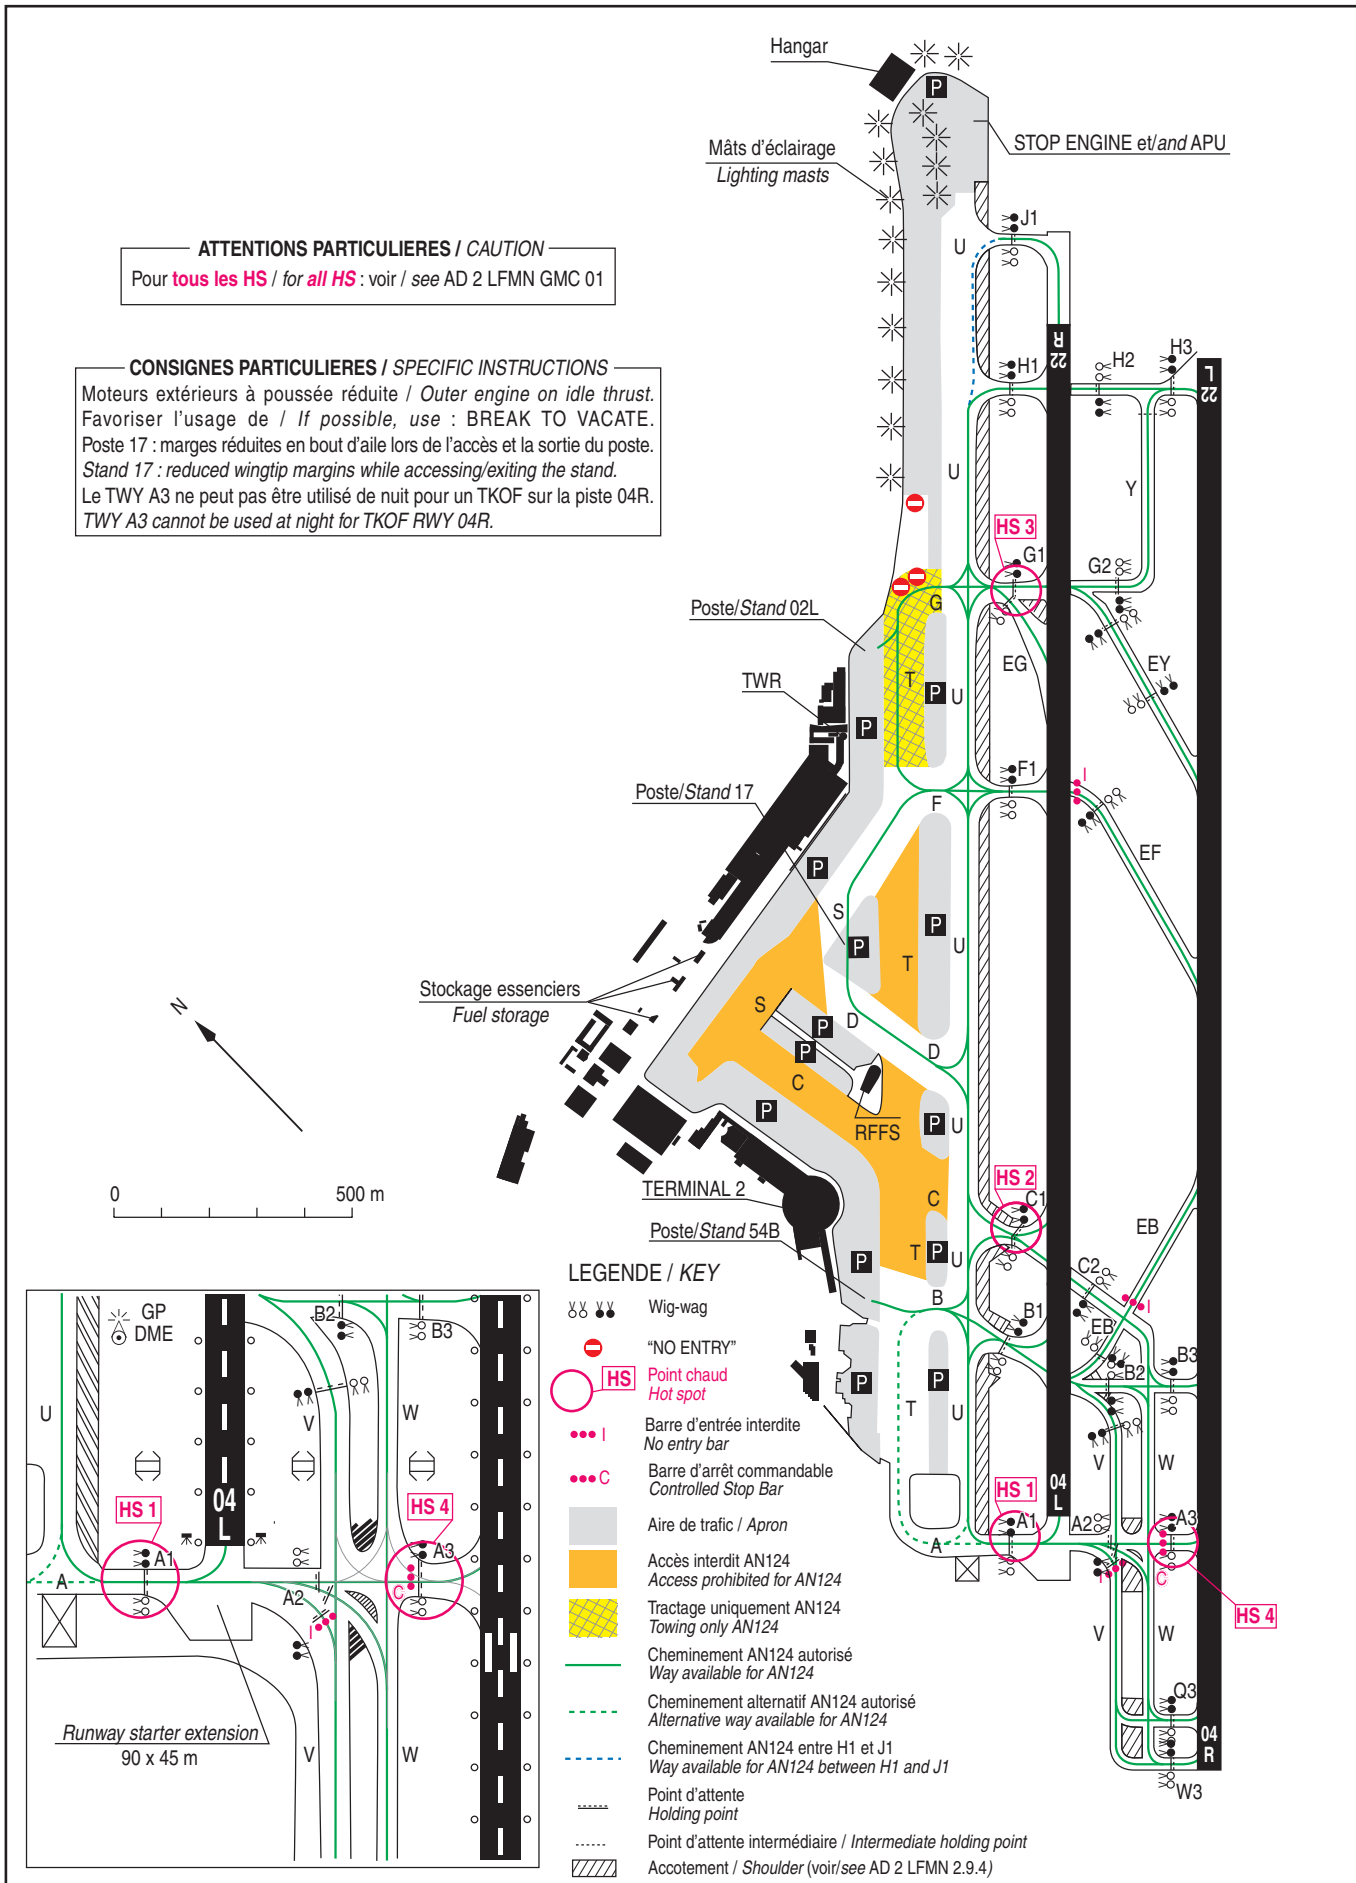 Hangar
P
STOP ENGINE et/and APU
Mâts d'éclairage
Lighting masts
J1
U
ATTENTIONS PARTICULIERES / CAUTION
Pour tous les HS / for all HS : voir / see AD 2 LFMN GMC 01
CONSIGNES PARTICULIERES / SPECIFIC INSTRUCTIONS
Moteurs extérieurs à poussée réduite / Outer engine on idle thrust.
Favoriser l'usage de / If possible, use : BREAK TO VACATE.
Poste 17 : marges réduites en bout d'aile lors de l'accès et la sortie du poste.
Stand 17 : reduced wingtip margins while accessing/exiting the stand.
Le TWY A3 ne peut pas être utilisé de nuit pour un TKOF sur la piste 04R.
TWY A3 cannot be used at night for TKOF RWY 04R.
22
R
H1
H2
H3
22
L
U
Y
HS 3
G1
G2
Poste/Stand 02L
G
EG
EY
TWR
T
P
U
P
F1
I
Poste/Stand 17
F
EF
P
S
P
P
U
T
Stockage essenciers
Fuel storage
N
S
P
D
P
D
C
P
P
U
RFFS
0
500 m
TERMINAL 2
HS 2
C
C1
EB
Poste/Stand 54B
P
T
P
U
C2
I
B
B1
EB
B2
B3
P
P
T
U
V
W
04
L
HS 1
A1
A2
A3
A
I
C
HS 4
V
W
Q3
04
R
W3
GP
DME
B2
B3
U
V
W
04
L
HS 1
HS 4
A1
A3
A
A2
C
I
Runway starter extension
90 x 45 m
V
W
LEGENDE / KEY
Wig-wag
“NO ENTRY”
HS
Point chaud
Hot spot
I
Barre d'entrée interdite
No entry bar
C
Barre d'arrêt commandable
Controlled Stop Bar
Aire de trafic / Apron
Accès interdit AN124
Access prohibited for AN124
Tractage uniquement AN124
Towing only AN124
Cheminement AN124 autorisé
Way available for AN124
Cheminement alternatif AN124 autorisé
Alternative way available for AN124
Cheminement AN124 entre H1 et J1
Way available for AN124 between H1 and J1
Point d'attente
Holding point
Point d'attente intermédiaire / Intermediate holding point
Accotement / Shoulder (voir/see AD 2 LFMN 2.9.4)